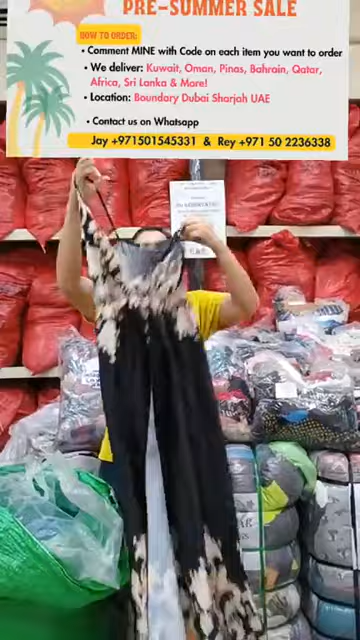 PRE-SUMMER SALE
HOW TO ORDER:
• Comment MINE with Code on each item you want to order
• We deliver: Kuwait, Oman, Pinas, Bahrain, Qatar,
Africa, Sri Lanka & More!
• Location: Boundary Dubai Sharjah UAE
• Contact us on Whatsapp
Jay +971501545331 & Rey +971 50 2236338